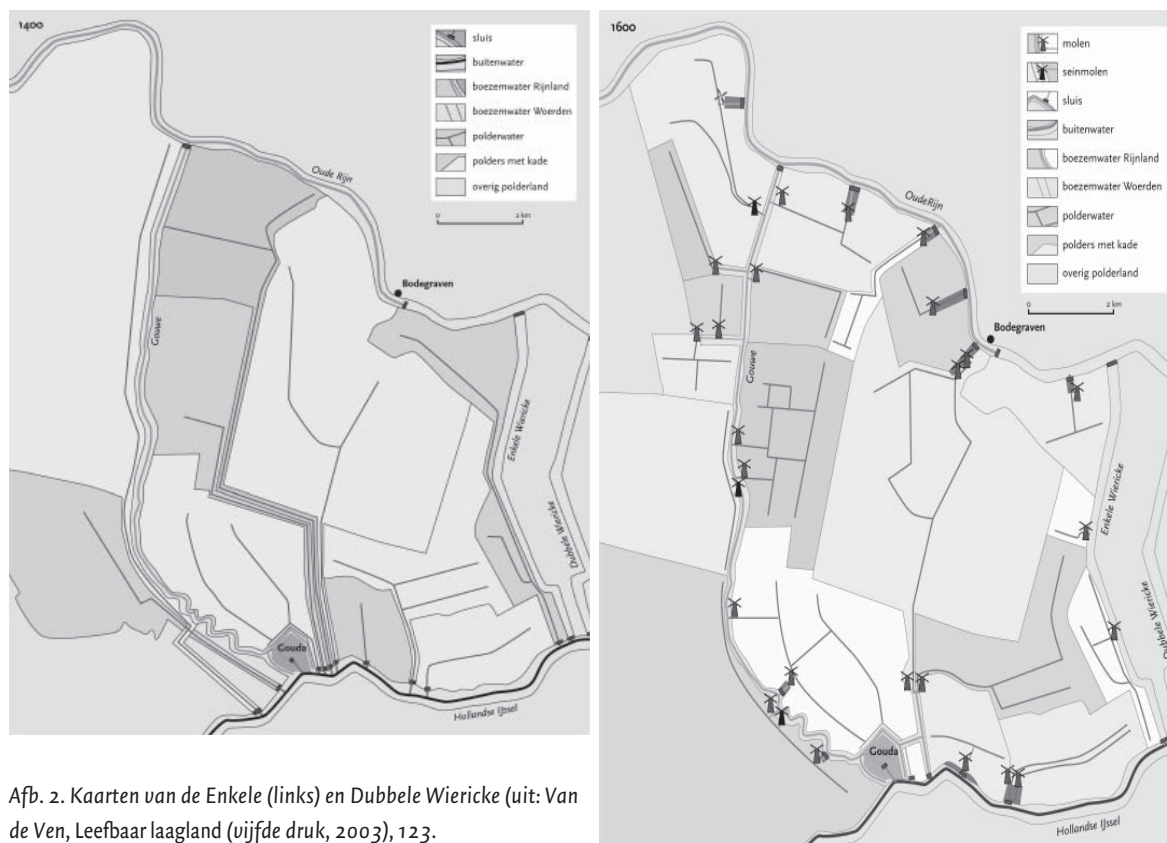 1400
sluis
buitenwater
boezemwater Rijnland
boezemwater Woerden
polderwater
polders met kade
overig polderland
0 2 km
Oude Rijn
Bodegraven
Gouwe
Enkele Wiericke
Dubbele Wiericke
Gouda
Hollandse IJssel
1600
molen
seinmolen
sluis
buitenwater
boezemwater Rijnland
boezemwater Woerden
polderwater
polders met kade
overig polderland
0 2 km
Oude Rijn
Bodegraven
Gouwe
Enkele Wiericke
Dubbele Wiericke
Gouda
Hollandse IJssel
Afb. 2. Kaarten van de Enkele (links) en Dubbele Wiericke (uit: Van
de Ven, Leefbaar laagland (vijfde druk, 2003), 123.